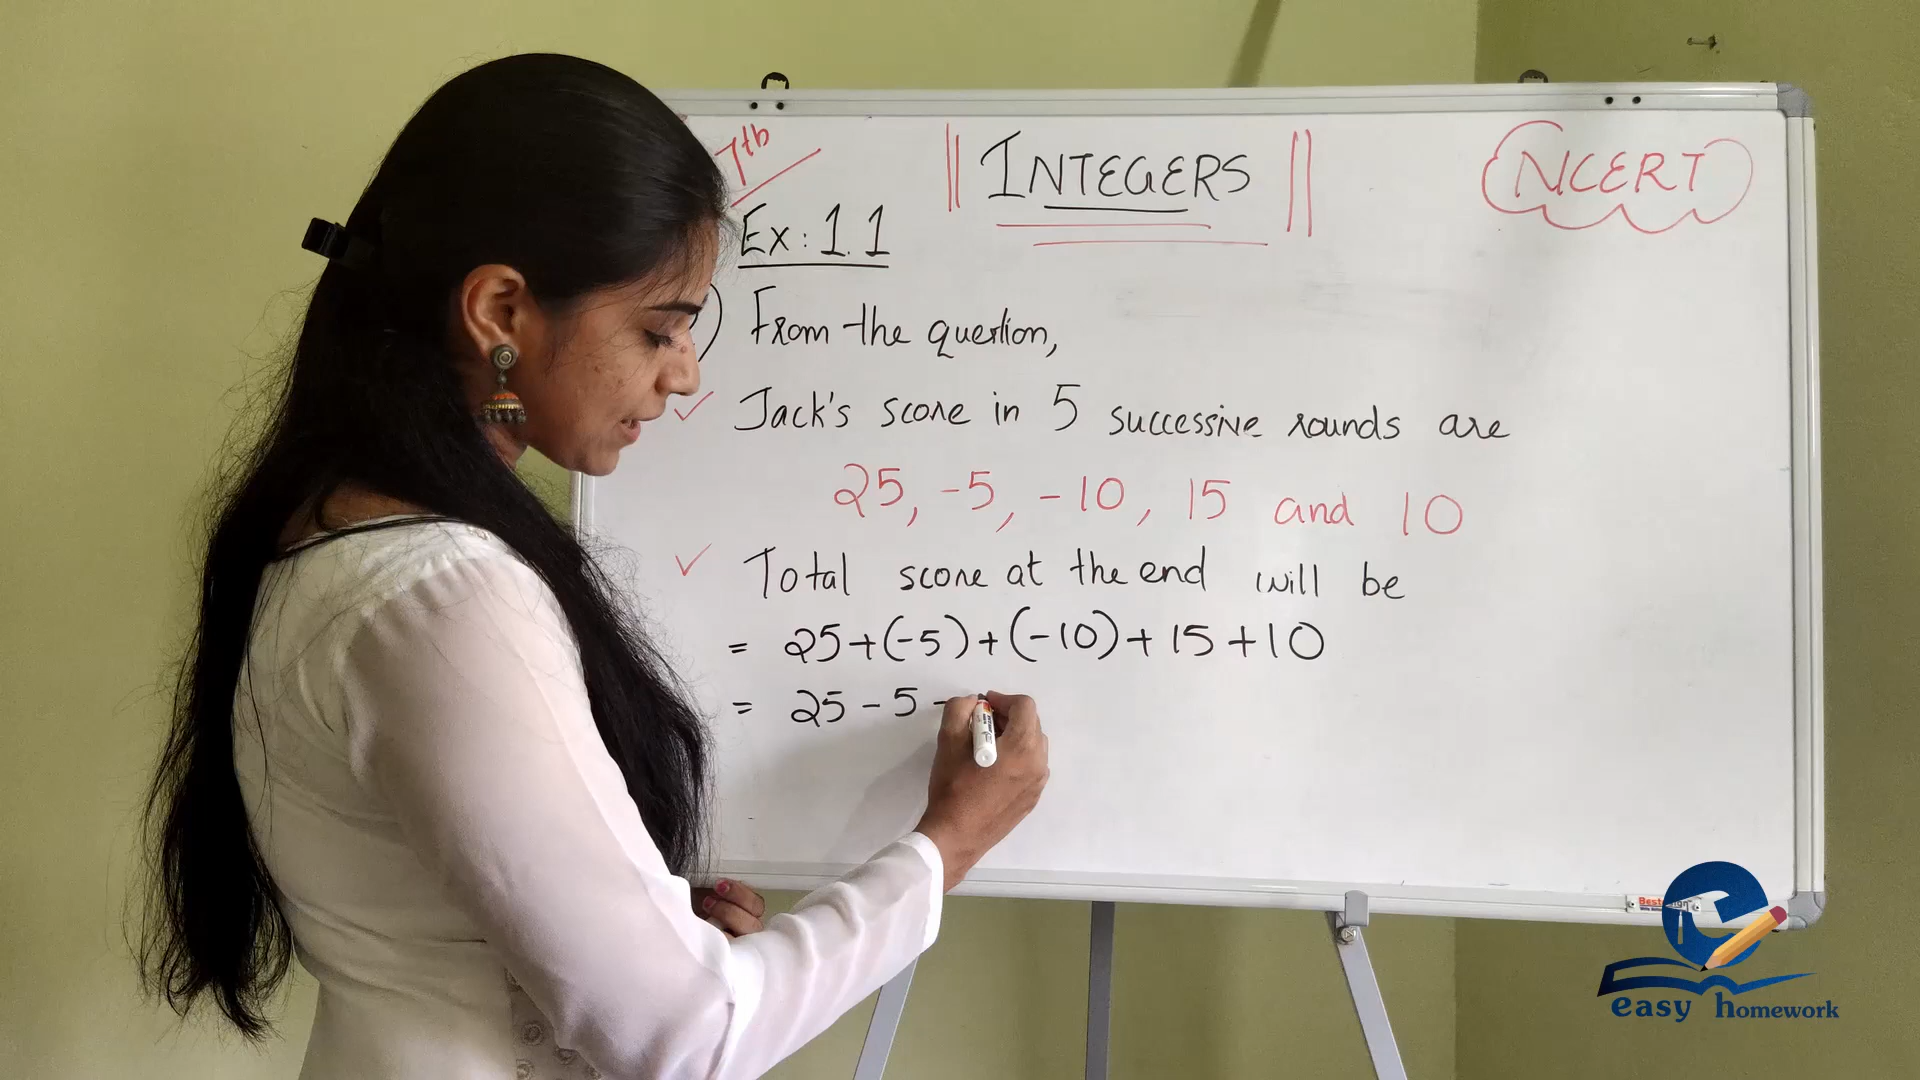 7th
|| INTEGERS ||
NCERT
Ex: 1.1
) From the question,
✓ Jack's score in 5 successive rounds are
25, -5, -10, 15 and 10
✓ Total score at the end will be
= 25+(-5)+(-10)+15+10
= 25-5-
easy homework